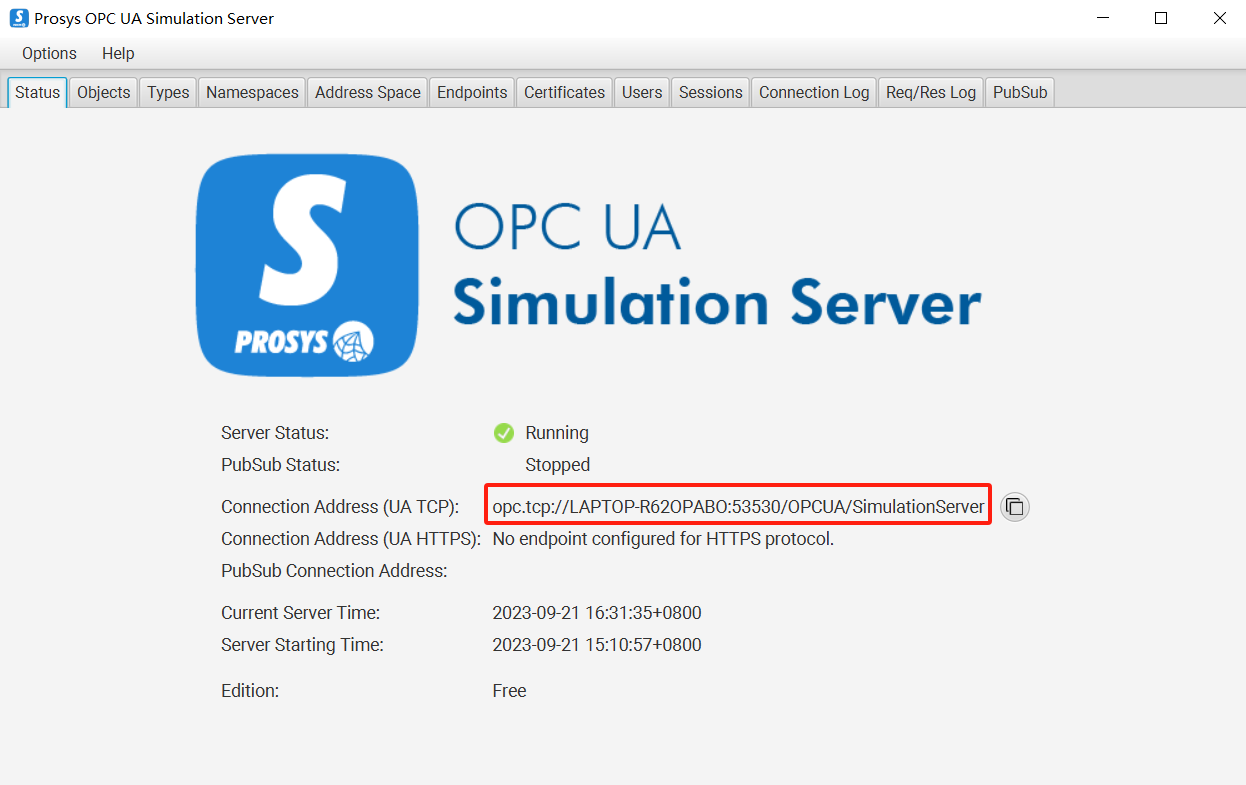 Prosys OPC UA Simulation Server
Options Help
Status Objects Types Namespaces Address Space Endpoints Certificates Users Sessions Connection Log Req/Res Log PubSub
S
PROSYS
OPC UA
Simulation Server
Server Status: Running
PubSub Status: Stopped
Connection Address (UA TCP): opc.tcp://LAPTOP-R62OPABO:53530/OPCUA/SimulationServer
Connection Address (UA HTTPS): No endpoint configured for HTTPS protocol.
PubSub Connection Address:
Current Server Time: 2023-09-21 16:31:35+0800
Server Starting Time: 2023-09-21 15:10:57+0800
Edition: Free